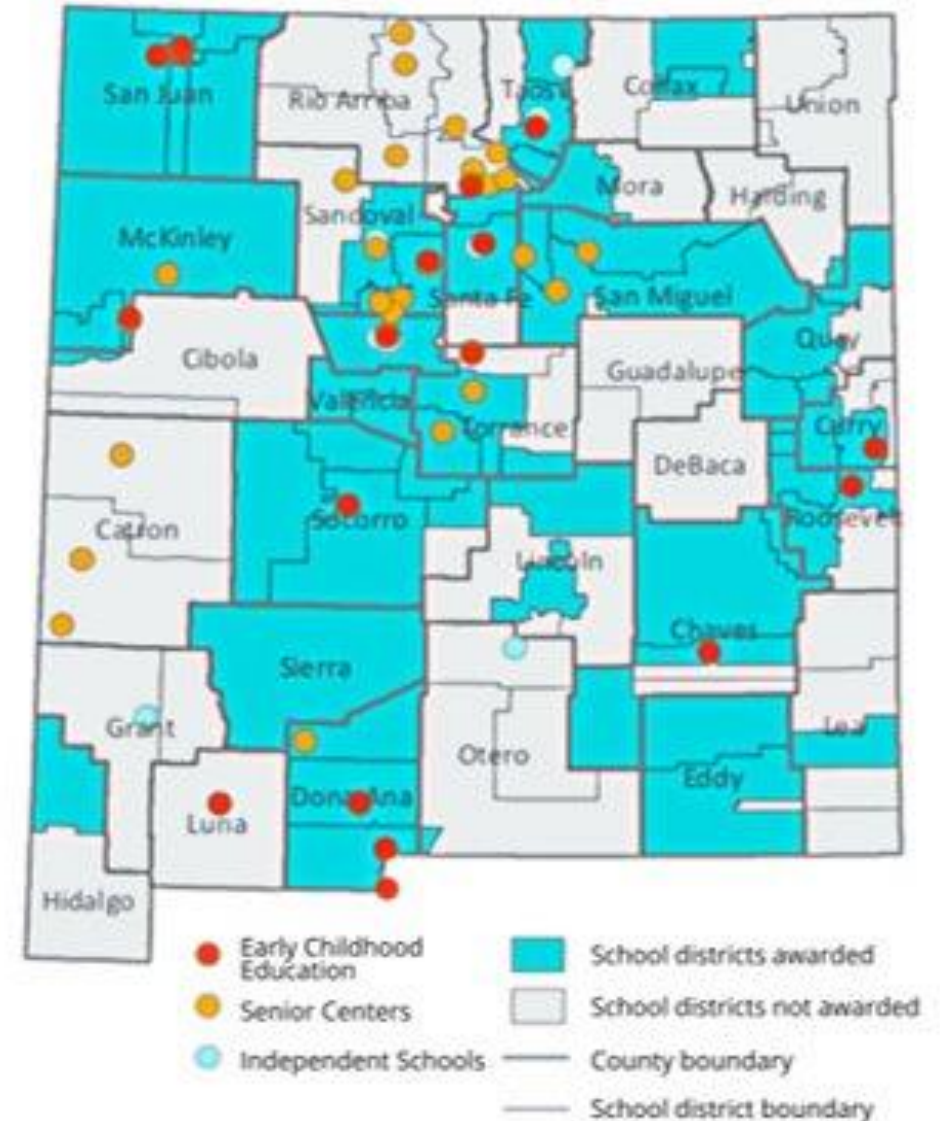 San Juan
Rio Arriba
Taos
Colfax
Union
Mora
Harding
Sandoval
McKinley
Santa Fe
San Miguel
Cibola
Quay
Guadalupe
Valencia
Torrance
Curry
DeBaca
Roosevelt
Catron
Socorro
Lincoln
Chaves
Sierra
Grant
Lea
Otero
Eddy
Dona Ana
Luna
Hidalgo
Early Childhood
Education
Senior Centers
Independent Schools
School districts awarded
School districts not awarded
County boundary
School district boundary